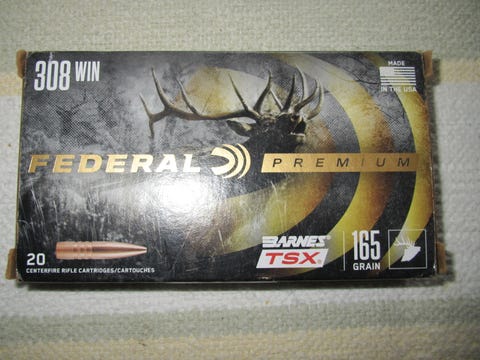 308 WIN
MADE
IN THE USA
FEDERAL PREMIUM
BARNES
TSX
165
GRAIN
20
CENTERFIRE RIFLE CARTRIDGES/CARTOUCHES